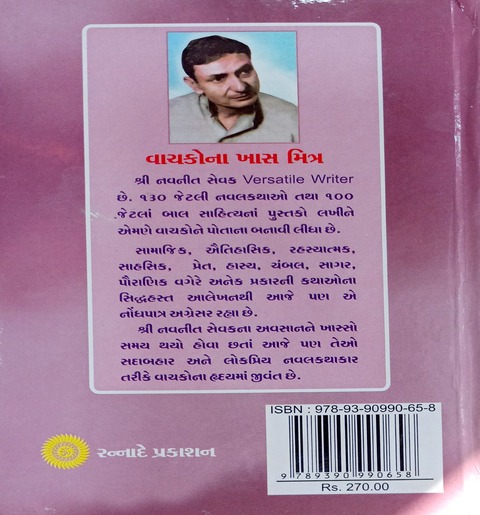 વાચકોના ખાસ મિત્ર
શ્રી નવનીત સેવક Versatile Writer
છે. ૧૩૦ જેટલી નવલકથાઓ તથા ૧૦૦
જેટલાં બાલ સાહિત્યનાં પુસ્તકો લખીને
એમણે વાચકોને પોતાના બનાવી લીધા છે.
સામાજિક, ઐતિહાસિક, રહસ્યાત્મક,
સાહસિક, પ્રેત, હાસ્ય, ચંબલ, સાગર,
પૌરાણિક વગેરે અનેક પ્રકારની કથાઓના
સિદ્ધહસ્ત આલેખનથી આજે પણ એ
નોંધપાત્ર અગ્રેસર રહ્યા છે.
શ્રી નવનીત સેવકના અવસાનને ખાસ્સો
સમય થયો હોવા છતાં આજે પણ તેઓ
સદાબહાર અને લોકપ્રિય નવલકથાકાર
તરીકે વાચકોના હૃદયમાં જીવંત છે.
ISBN : 978-93-90990-65-8
9 789390 990658
Rs. 270.00
રન્નાદે પ્રકાશન